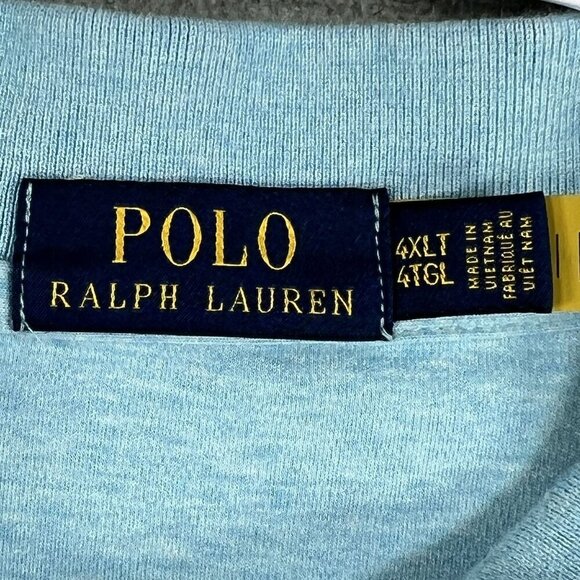 POLO
RALPH LAUREN
4XLT
4TGL
MADE IN
VIETNAM
FABRIQUÉ AU
VIÊT NAM